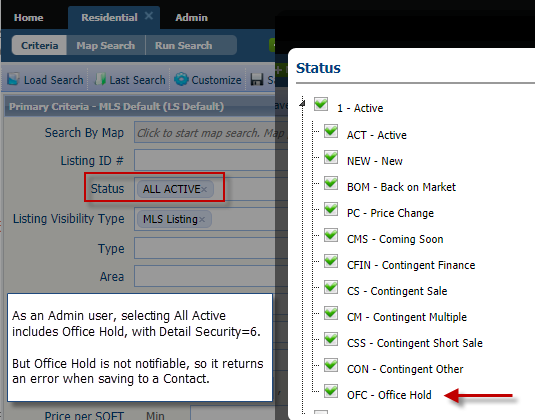 Home Residential × Admin
Criteria Map Search Run Search
Load Search Last Search Customize
Primary Criteria - MLS Default (LS Default)
Search By Map Click to start map search. Map
Listing ID #
Status ALL ACTIVE×
Listing Visibility Type MLS Listing×
Type
Area
As an Admin user, selecting All Active
includes Office Hold, with Detail Security=6.
But Office Hold is not notifiable, so it returns
an error when saving to a Contact.
Price per SQFT Min
Status
1 - Active
ACT - Active
NEW - New
BOM - Back on Market
PC - Price Change
CMS - Coming Soon
CFIN - Contingent Finance
CS - Contingent Sale
CM - Contingent Multiple
CSS - Contingent Short Sale
CON - Contingent Other
OFC - Office Hold